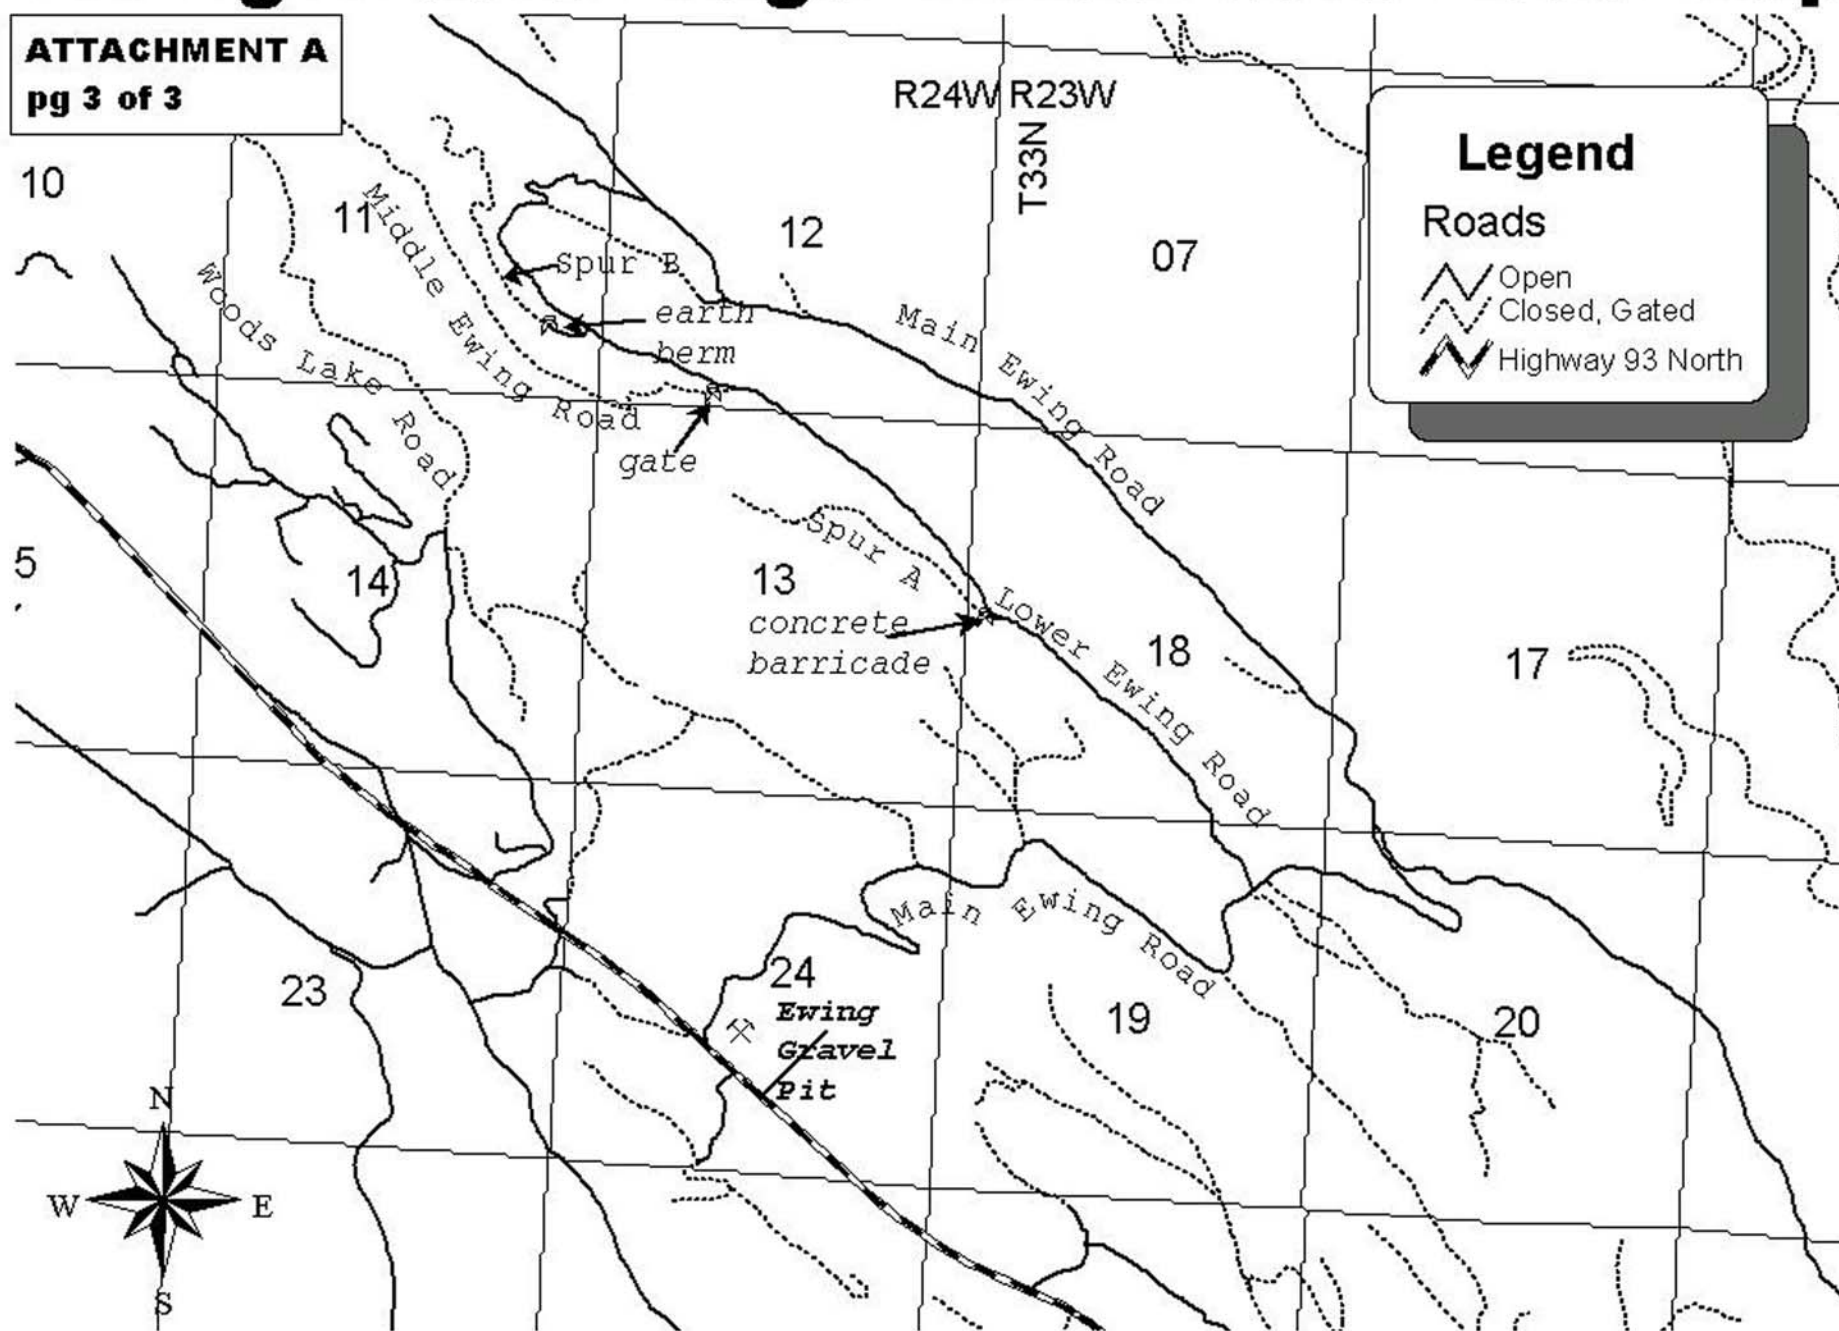 ATTACHMENT A
pg 3 of 3
R24W R23W
T33N
Legend
Roads
Open
Closed, Gated
Highway 93 North
10
11
12
07
Middle Ewing Road
Woods Lake Road
Spur B
earth
berm
Main Ewing Road
gate
Spur A
5
14
13
concrete
barricade
Lower Ewing Road
18
17
Main Ewing Road
23
24
Ewing
Gravel
Pit
19
20
N
W E
S